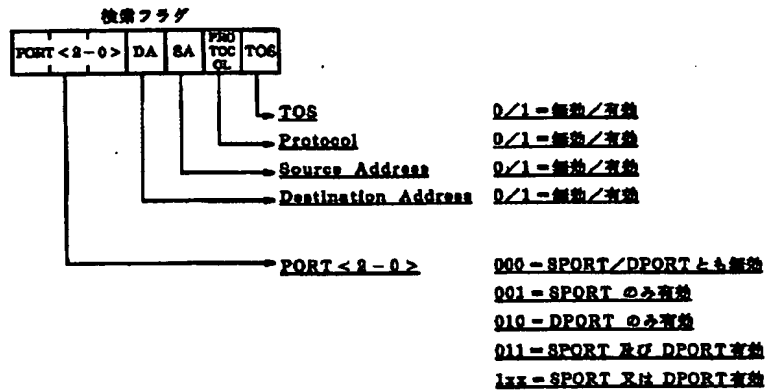 検索フラグ
PORT<2-0> DA SA PROTOCOL TOS
TOS 0/1=無効/有効
Protocol 0/1=無効/有効
Source Address 0/1=無効/有効
Destination Address 0/1=無効/有効
PORT<2-0> 000=SPORT/DPORTとも無効
001=SPORT のみ有効
010=DPORT のみ有効
011=SPORT 及び DPORT有効
1xx=SPORT 又は DPORT有効